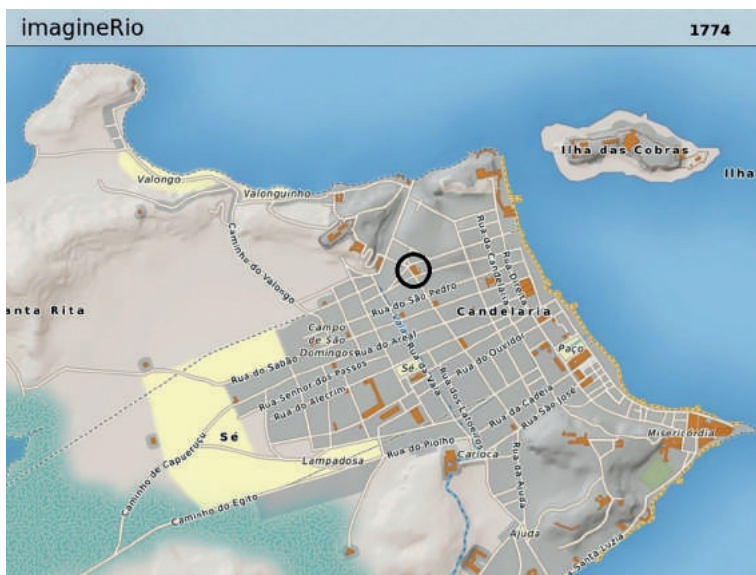 imagineRio
1774
Ilha das Cobras
Ilha
Valongo
Valonguinho
Caminho do Valongo
Rua da Candelária
Rua Direita
anta Rita
Rua do São Pedro
Candelaria
Vala
Campo
de São
Domingos
Rua do Areal
Rua do Ouvidor
Paço
Rua do Sabão
Rua Senhor dos Passos
Sé
Rua da Vala
Rua do Alecrim
Rua dos Latoeiros
Rua da Cadeia
Rua São José
Misericordia
Sé
Caminho de Capueruçu
Rua do Piolho
Lampadosa
Carioca
Rua da Ajuda
Caminho do Egito
Ajuda
a Santa Luzia